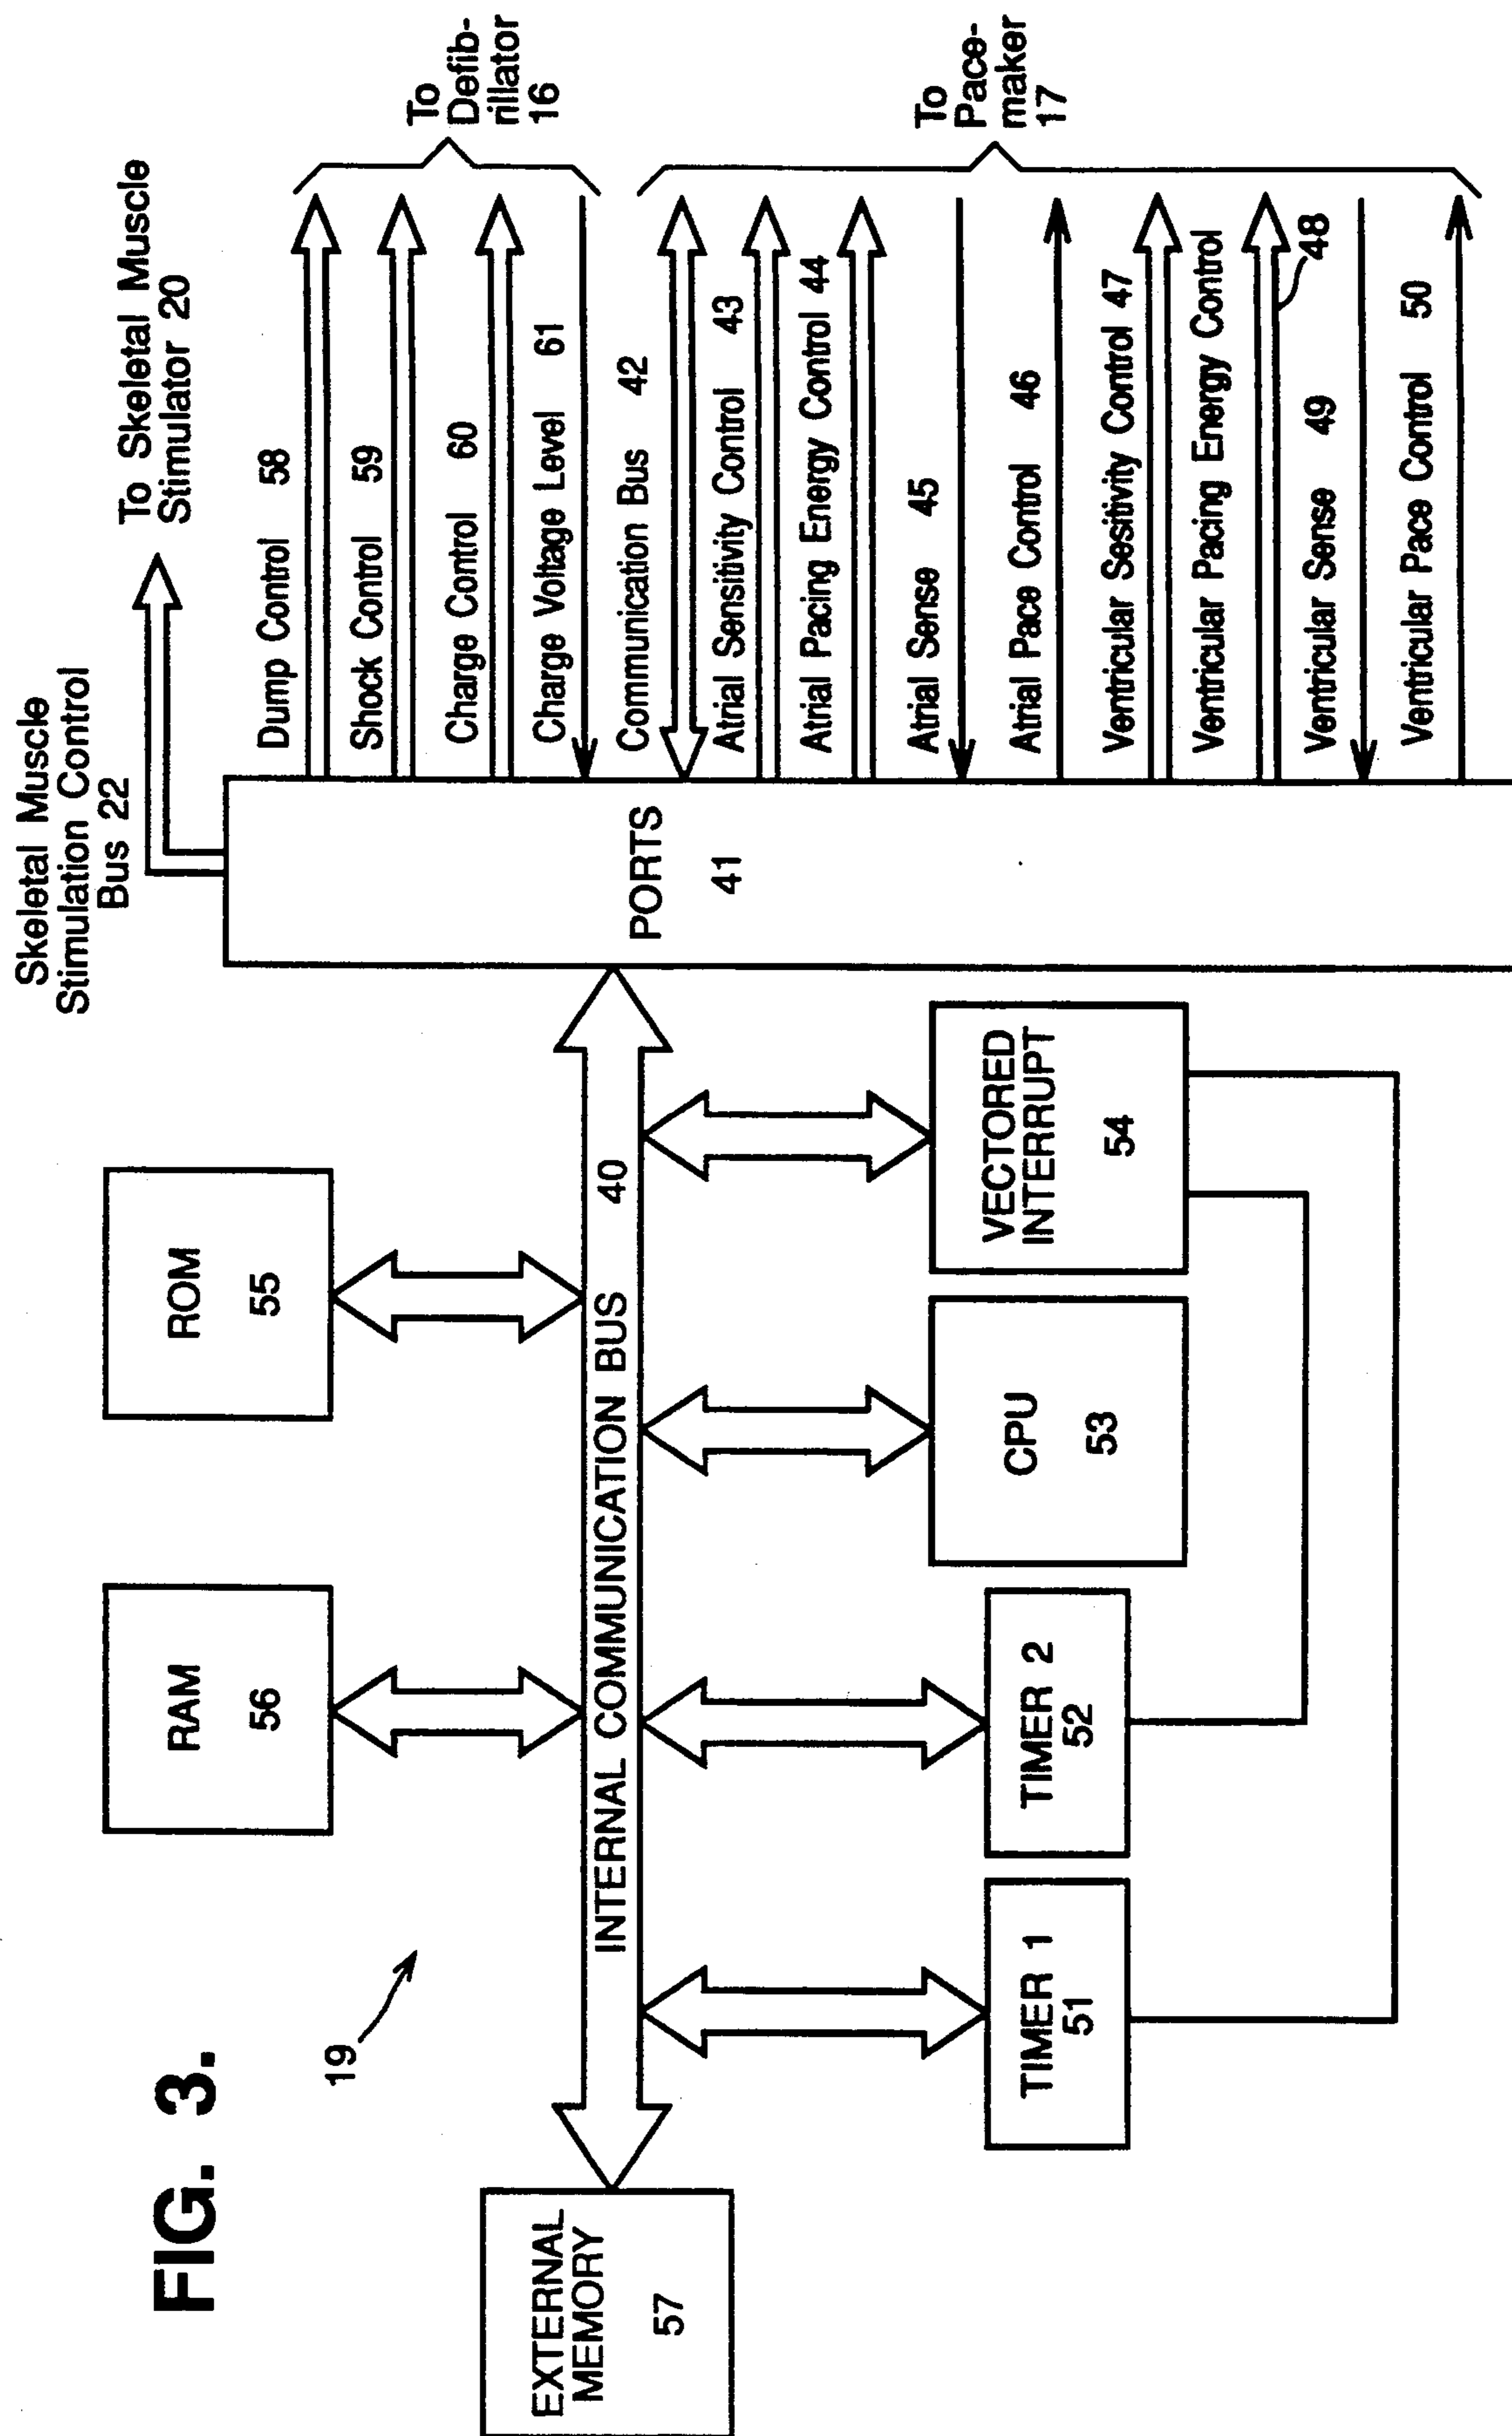 FIG. 3.
19
Skeletal Muscle
Stimulation Control
Bus 22
To Skeletal Muscle
Stimulator 20
RAM
56
ROM
55
EXTERNAL
MEMORY
57
INTERNAL COMMUNICATION BUS 40
TIMER 1
51
TIMER 2
52
CPU
53
VECTORED
INTERRUPT
54
PORTS
41
Dump Control 58
Shock Control 59
Charge Control 60
Charge Voltage Level 61
To
Defib-
rillator
16
Communication Bus 42
Atrial Sensitivity Control 43
Atrial Pacing Energy Control 44
Atrial Sense 45
Atrial Pace Control 46
Ventricular Sesitivity Control 47
Ventricular Pacing Energy Control
48
Ventricular Sense 49
Ventricular Pace Control 50
To
Pace-
maker
17